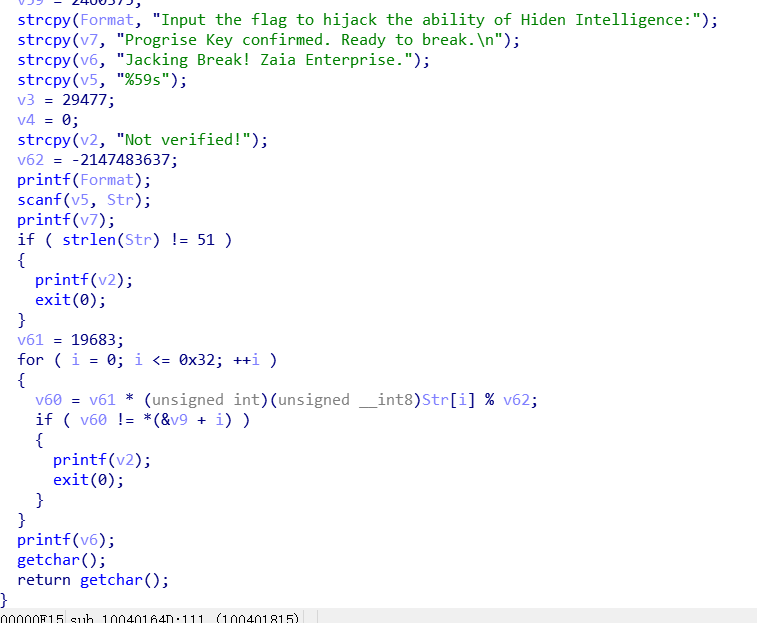 v59 = 2460375;
strcpy(Format, "Input the flag to hijack the ability of Hiden Intelligence:");
strcpy(v7, "Progrise Key confirmed. Ready to break.\n");
strcpy(v6, "Jacking Break! Zaia Enterprise.");
strcpy(v5, "%59s");
v3 = 29477;
v4 = 0;
strcpy(v2, "Not verified!");
v62 = -2147483637;
printf(Format);
scanf(v5, Str);
printf(v7);
if ( strlen(Str) != 51 )
{
printf(v2);
exit(0);
}
v61 = 19683;
for ( i = 0; i <= 0x32; ++i )
{
v60 = v61 * (unsigned int)(unsigned __int8)Str[i] % v62;
if ( v60 != *(&v9 + i) )
{
printf(v2);
exit(0);
}
}
printf(v6);
getchar();
return getchar();
}
00000F15 sub_10040164D:111 (100401815)